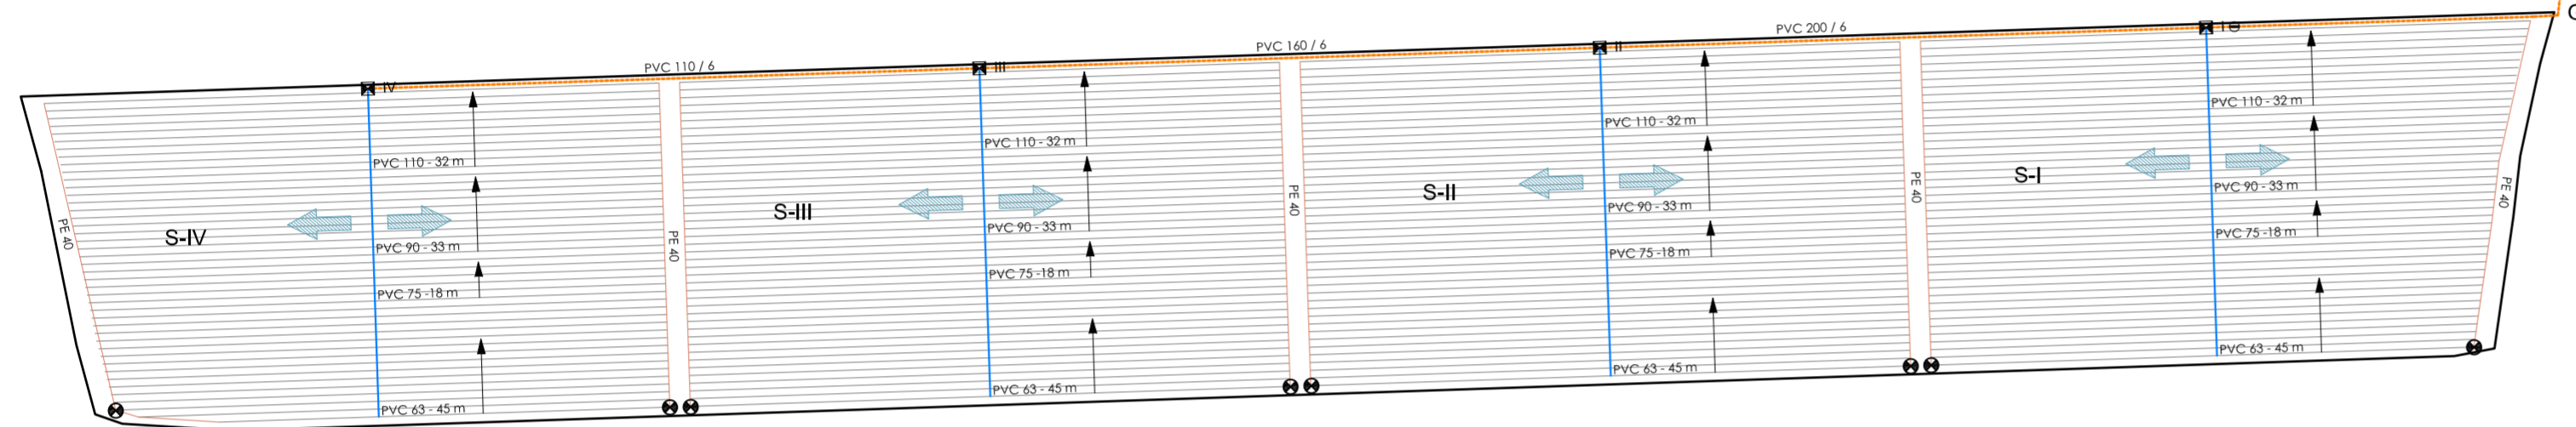 PVC 200 / 6
PVC 160 / 6
PVC 110 / 6
IV
III
II
I
PVC 110 - 32 m
PVC 110 - 32 m
PVC 110 - 32 m
PVC 110 - 32 m
S-IV
S-III
S-II
S-I
PE 40
PE 40
PE 40
PE 40
PE 40
PVC 90 - 33 m
PVC 90 - 33 m
PVC 90 - 33 m
PVC 90 - 33 m
PVC 75 -18 m
PVC 75 -18 m
PVC 75 -18 m
PVC 75 -18 m
PVC 63 - 45 m
PVC 63 - 45 m
PVC 63 - 45 m
PVC 63 - 45 m